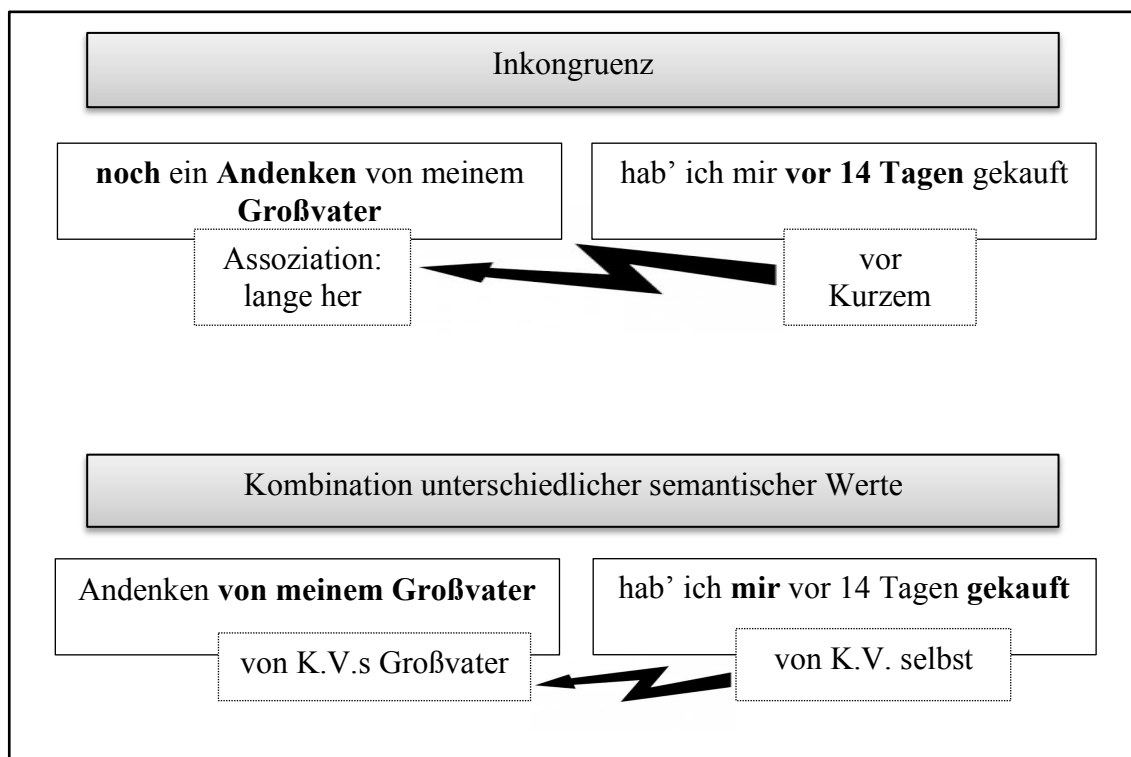 Inkongruenz
noch ein Andenken von meinem
Großvater
hab’ ich mir vor 14 Tagen gekauft
Assoziation:
lange her
vor
Kurzem
Kombination unterschiedlicher semantischer Werte
Andenken von meinem Großvater
hab’ ich mir vor 14 Tagen gekauft
von K.V.s Großvater
von K.V. selbst